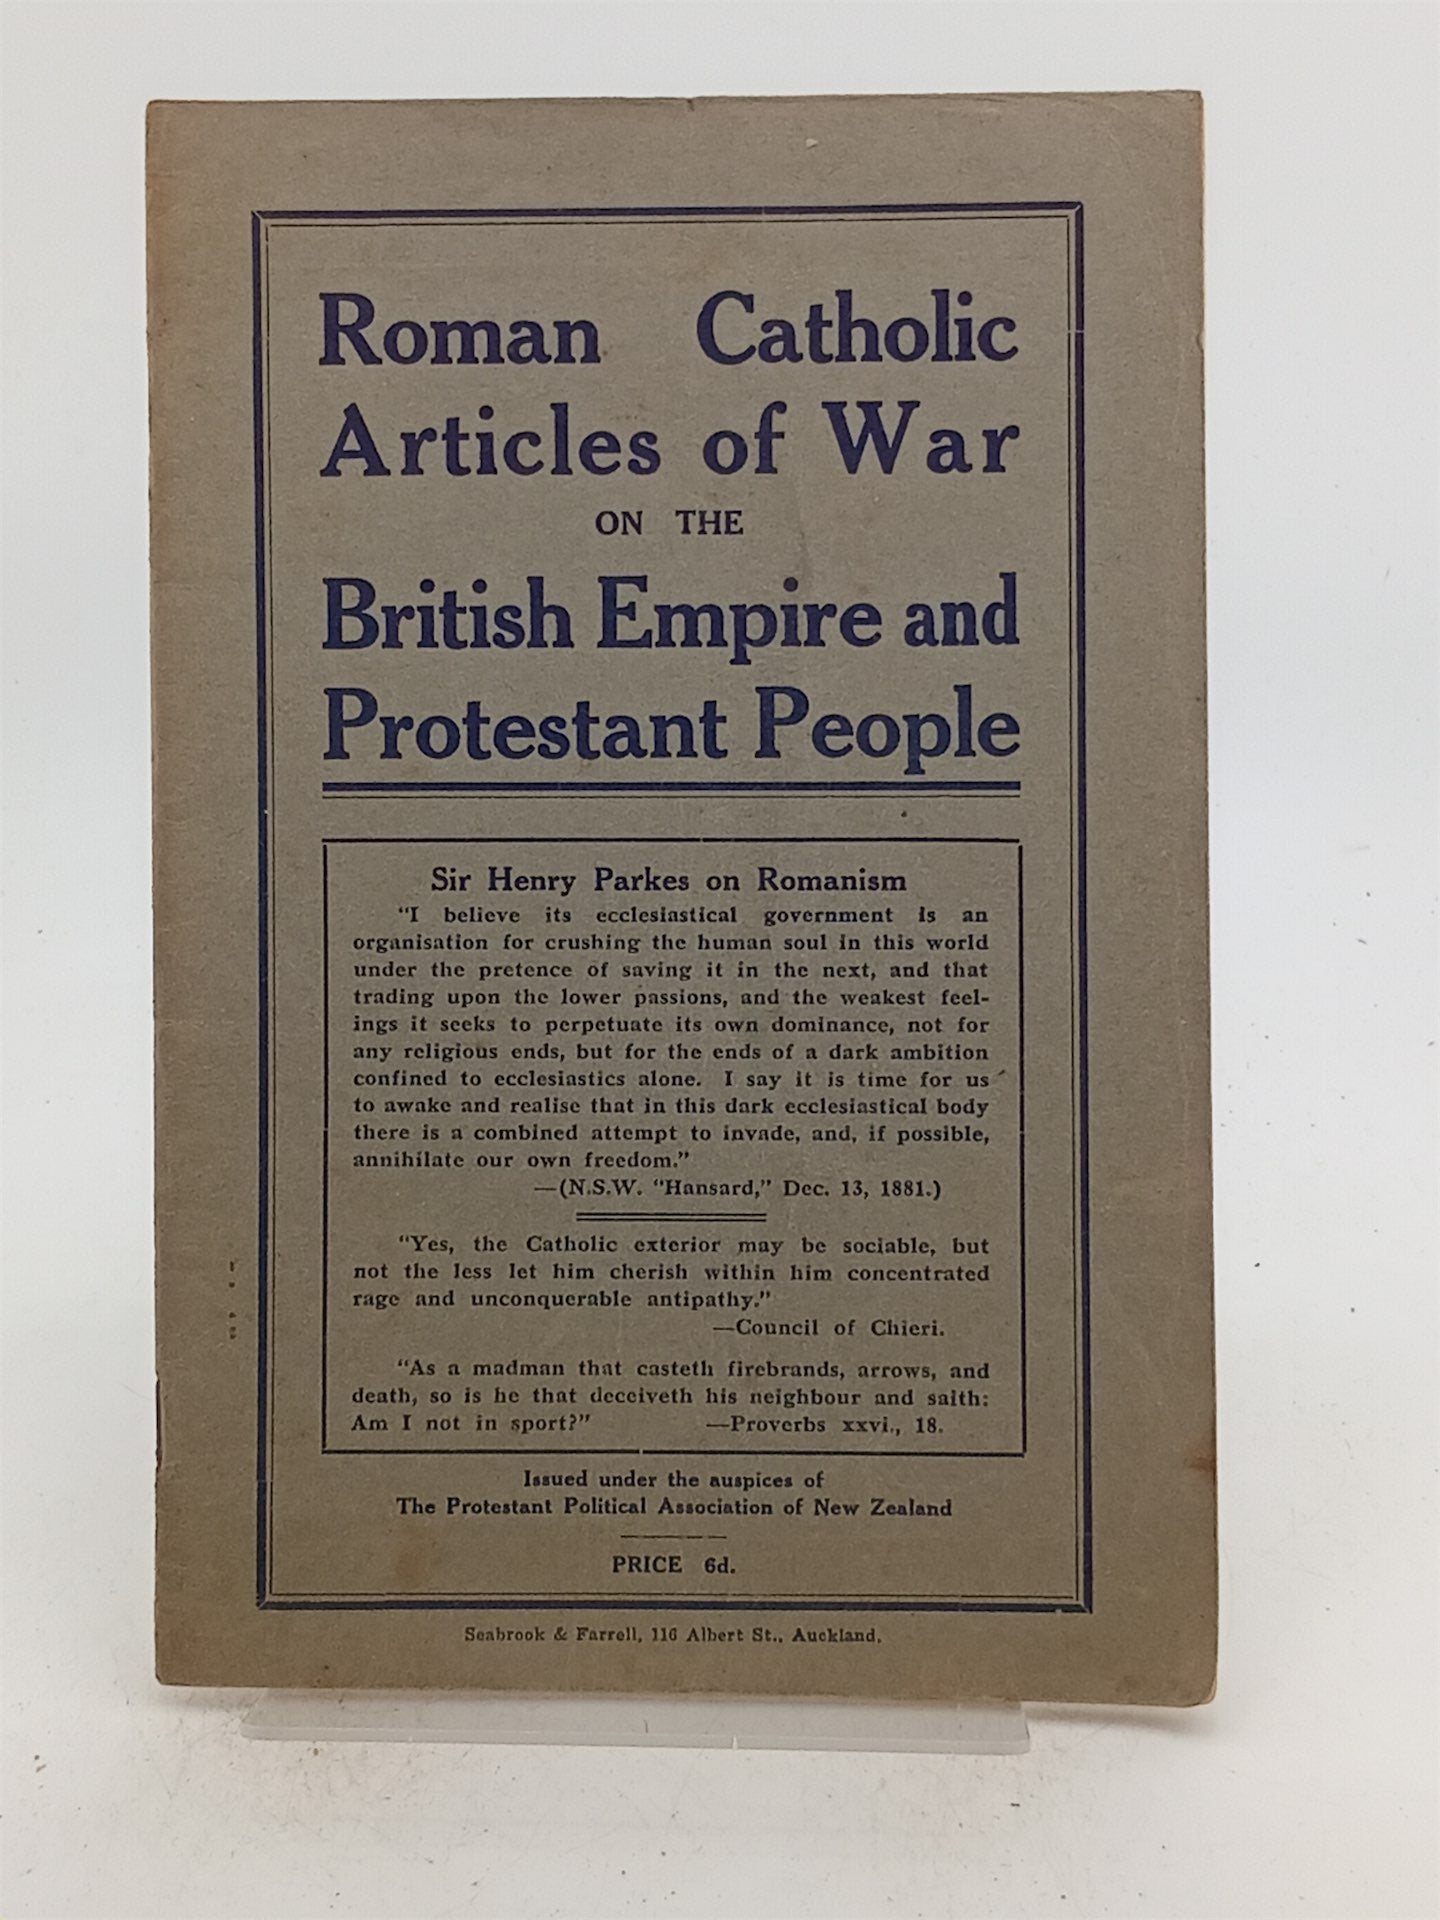 Roman Catholic
Articles of War
ON THE
British Empire and
Protestant People
Sir Henry Parkes on Romanism
"I believe its ecclesiastical government is an
organisation for crushing the human soul in this world
under the pretence of saving it in the next, and that
trading upon the lower passions, and the weakest feel-
ings it seeks to perpetuate its own dominance, not for
any religious ends, but for the ends of a dark ambition
confined to ecclesiastics alone. I say it is time for us
to awake and realise that in this dark ecclesiastical body
there is a combined attempt to invade, and, if possible,
annihilate our own freedom."
—(N.S.W. "Hansard," Dec. 13, 1881.)
"Yes, the Catholic exterior may be sociable, but
not the less let him cherish within him concentrated
rage and unconquerable antipathy."
—Council of Chieri.
"As a madman that casteth firebrands, arrows, and
death, so is he that deceiveth his neighbour and saith:
Am I not in sport?" —Proverbs xxvi., 18.
Issued under the auspices of
The Protestant Political Association of New Zealand
PRICE 6d.
Seabrook & Farrell, 116 Albert St., Auckland.